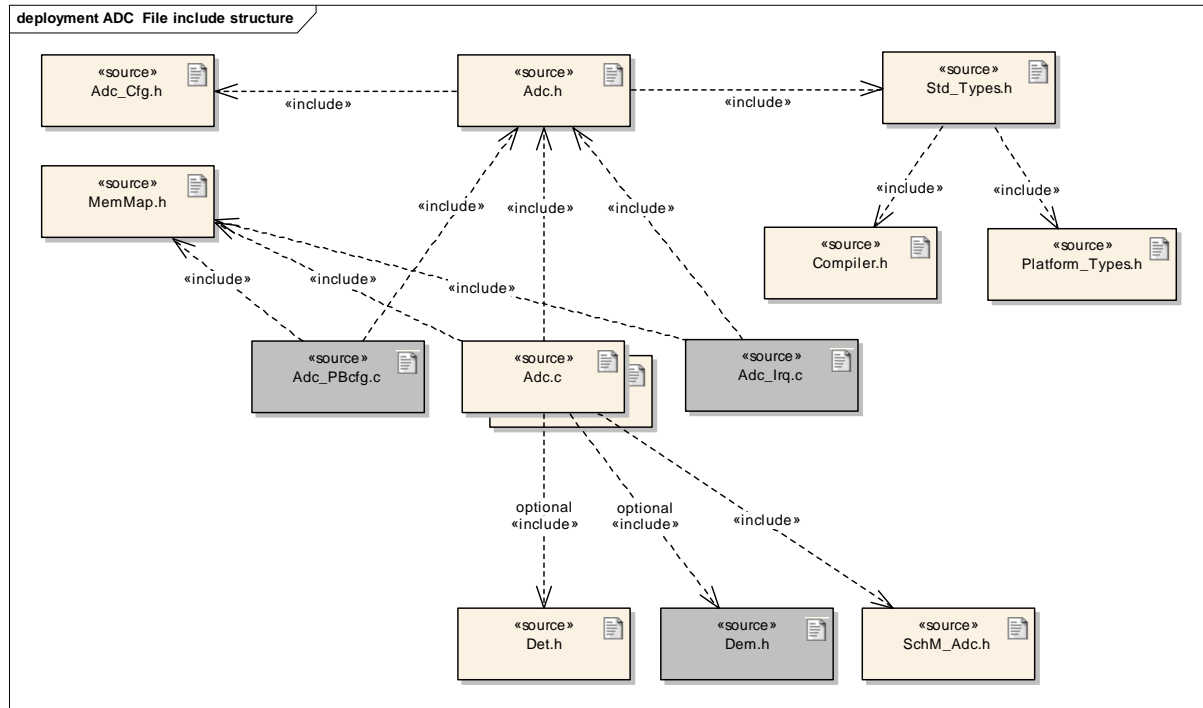 deployment ADC  File include structure
«source»
Adc_Cfg.h
«source»
Adc.h
«source»
Std_Types.h
«include»
«include»
«source»
MemMap.h
«include»
«include»
«include»
«include»
«include»
«source»
Compiler.h
«source»
Platform_Types.h
«include»
«include»
«include»
«source»
Adc_PBcfg.c
«source»
Adc.c
«source»
Adc_Irq.c
optional
«include»
optional
«include»
«include»
«source»
Det.h
«source»
Dem.h
«source»
SchM_Adc.h